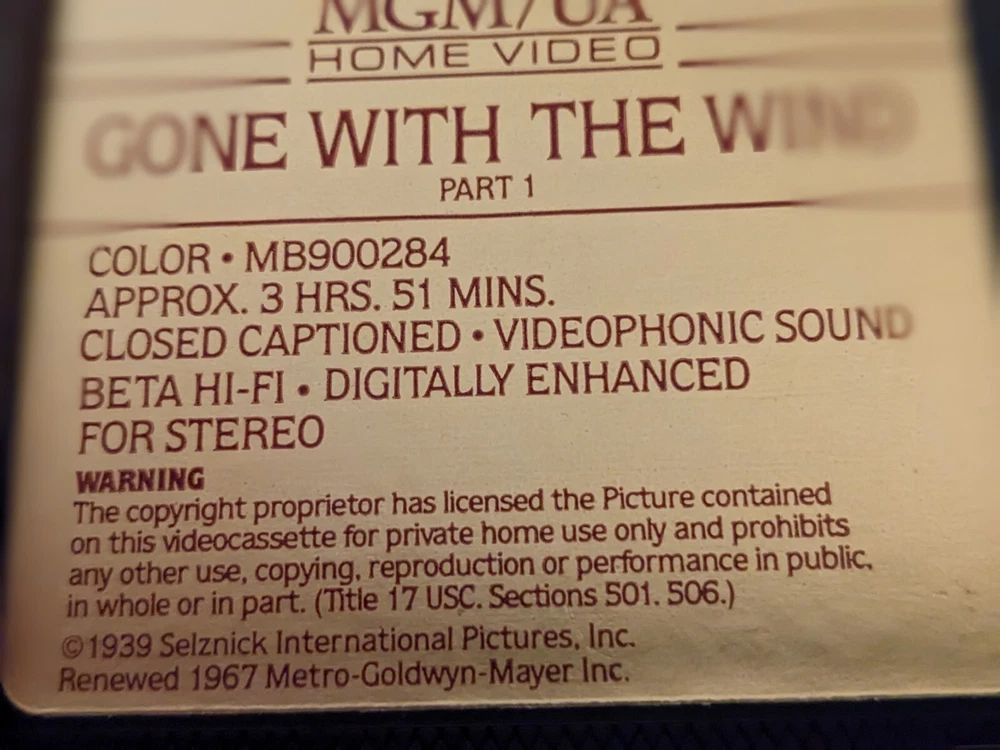 MGM/UA
HOME VIDEO
GONE WITH THE WIND
PART 1
COLOR • MB900284
APPROX. 3 HRS. 51 MINS.
CLOSED CAPTIONED • VIDEOPHONIC SOUND
BETA HI-FI • DIGITALLY ENHANCED
FOR STEREO
WARNING
The copyright proprietor has licensed the Picture contained
on this videocassette for private home use only and prohibits
any other use, copying, reproduction or performance in public,
in whole or in part. (Title 17 USC. Sections 501. 506.)
©1939 Selznick International Pictures, Inc.
Renewed 1967 Metro-Goldwyn-Mayer Inc.